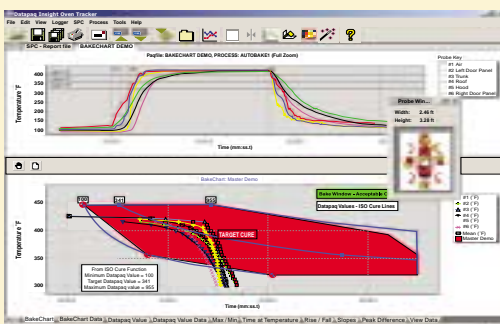 Datapaq Insight Oven Tracker
File Edit View Logger SPC Process Tools Help
SPC - Report file BAKECHART DEMO
Paqfile: BAKECHART DEMO, PROCESS: AUTOBAKE1 (Full Zoom)
Probe Key
#1 Air
#2 Left Door Panel
#3 Trunk
#4 Roof
#5 Hood
#6 Right Door Panel
Temperature°F
400
350
300
250
200
150
100
Time (mm:ss.t)
Probe Win...
Width: 2.46 ft
Height: 3.28 ft
BakeChart: Master Demo
Bake Window - Acceptable
Datapaq Values - ISO Cure Lines
Temperature°F
450
400
350
300
100
341
955
TARGET CURE
From ISO Cure Function
Minimum Datapaq Value = 100
Target Datapaq Value = 341
Maximum Datapaq Value = 955
Time (mm:ss.t)
#1 (°F)
#2 (°F)
#3 (°F)
#4 (°F)
#5 (°F)
#6 (°F)
Mean (°F)
Master Demo
BakeChart BakeChart Data Datapaq Value Datapaq Value Data Max / Min Time at Temperature Rise / Fall Slopes Peak Difference View Data